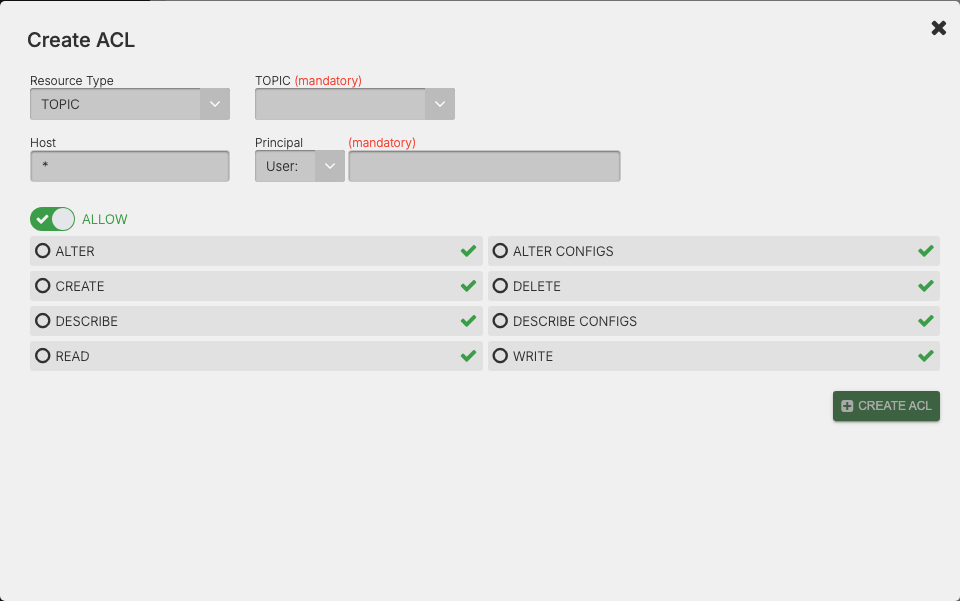 Create ACL
Resource Type
TOPIC (mandatory)
TOPIC
Host
Principal
(mandatory)
*
User:
ALLOW
ALTER
ALTER CONFIGS
CREATE
DELETE
DESCRIBE
DESCRIBE CONFIGS
READ
WRITE
CREATE ACL